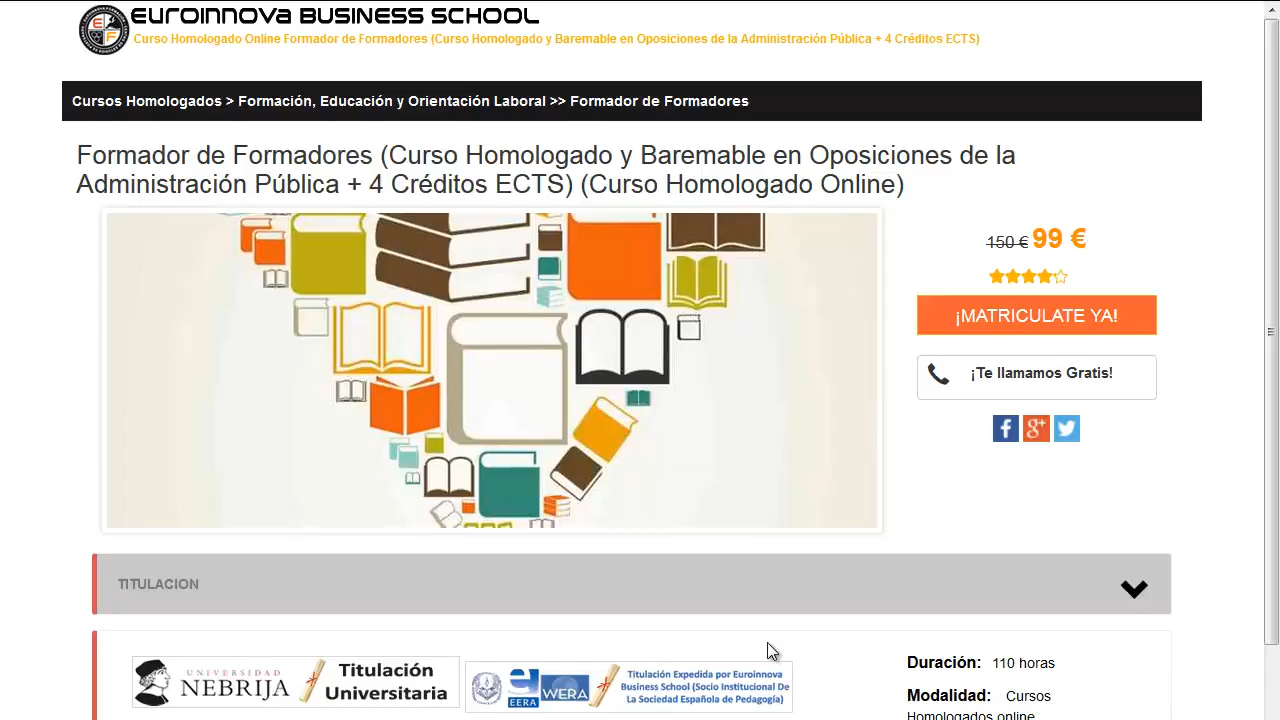 EUROINNOVA BUSINESS SCHOOL
Curso Homologado Online Formador de Formadores (Curso Homologado y Baremable en Oposiciones de la Administración Pública + 4 Créditos ECTS)
Cursos Homologados > Formación, Educación y Orientación Laboral >> Formador de Formadores
Formador de Formadores (Curso Homologado y Baremable en Oposiciones de la
Administración Pública + 4 Créditos ECTS) (Curso Homologado Online)
150 € 99 €
¡MATRICULATE YA!
¡Te llamamos Gratis!
TITULACION
UNIVERSIDAD
NEBRIJA
Titulación
Universitaria
EERA
WERA
Titulación Expedida por Euroinnova
Business School (Socio Institucional De
La Sociedad Española de Pedagogía)
Duración: 110 horas
Modalidad: Cursos
Homologados online